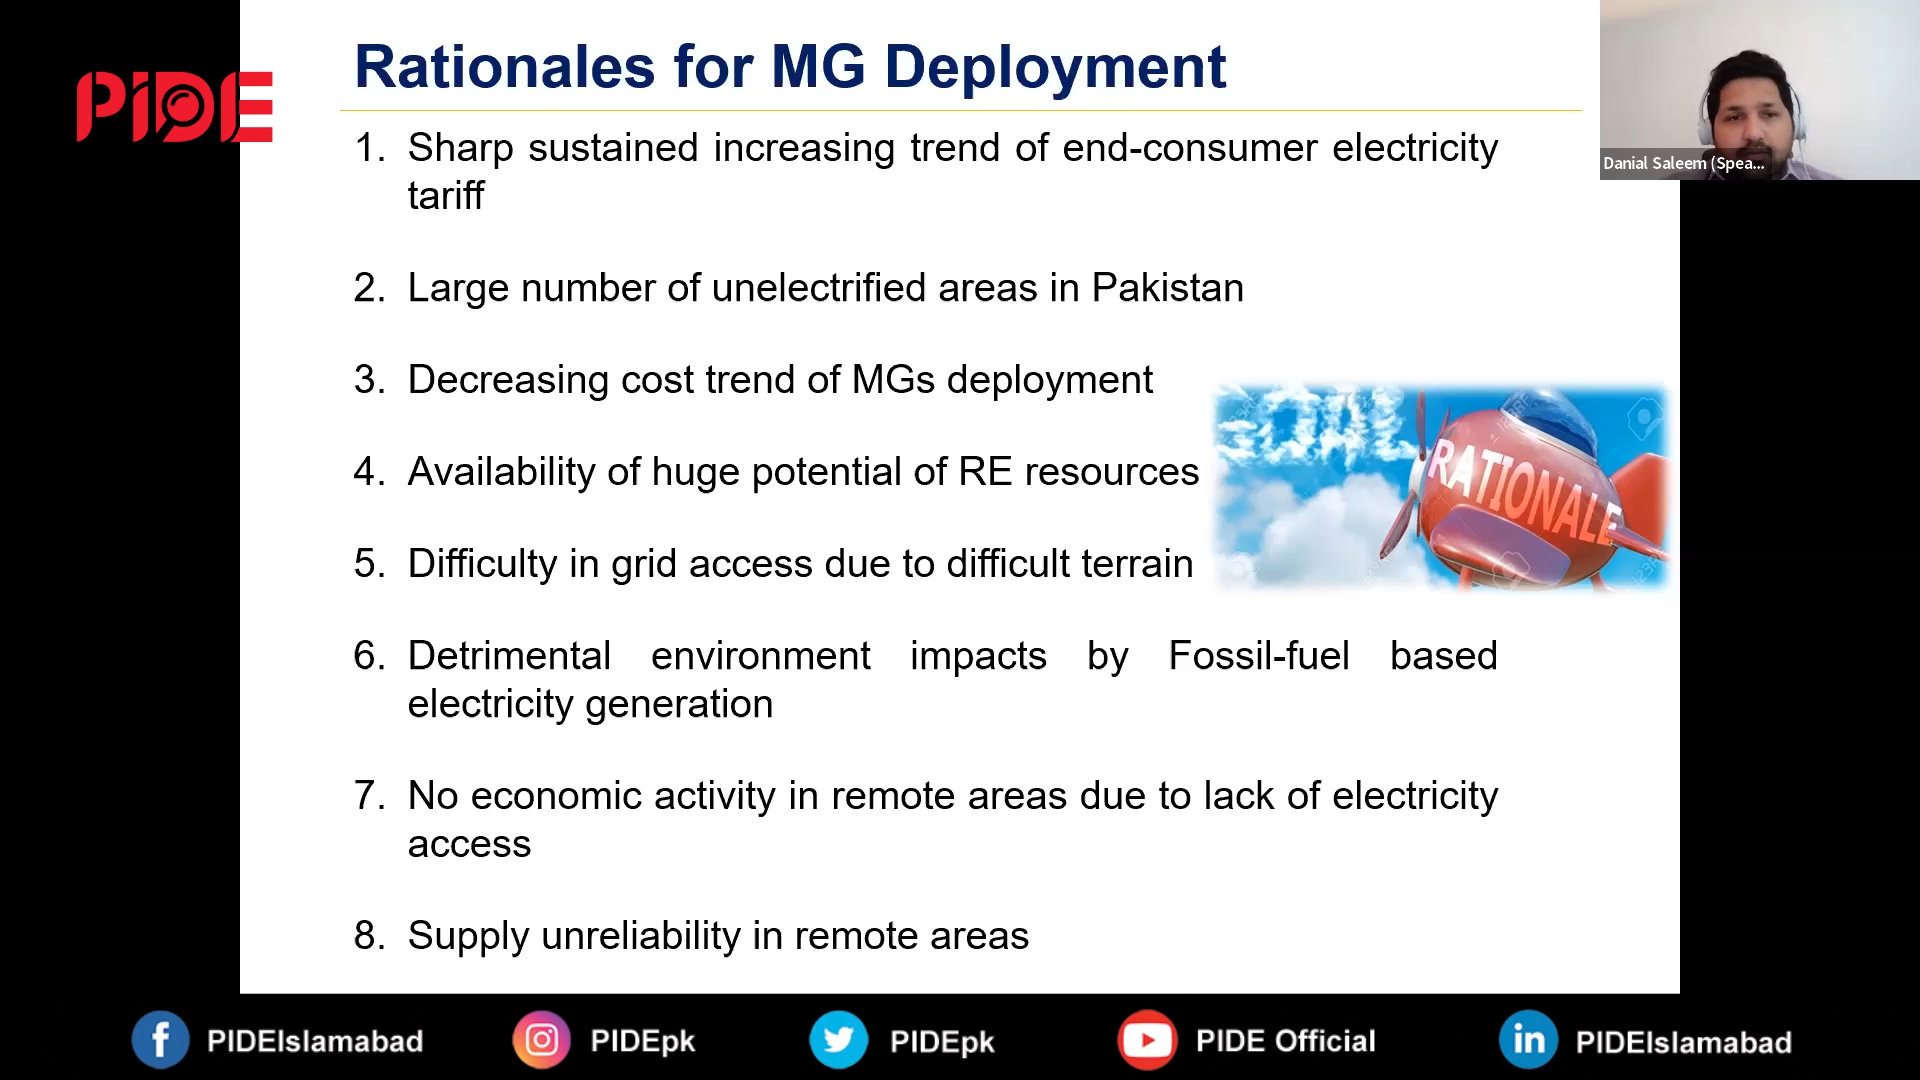 PIDE
Rationales for MG Deployment
1. Sharp sustained increasing trend of end-consumer electricity
tariff
2. Large number of unelectrified areas in Pakistan
3. Decreasing cost trend of MGs deployment
4. Availability of huge potential of RE resources
5. Difficulty in grid access due to difficult terrain
6. Detrimental environment impacts by Fossil-fuel based
electricity generation
7. No economic activity in remote areas due to lack of electricity
access
8. Supply unreliability in remote areas
RATIONALE
Danial Saleem (Spea...
PIDEIslamabad
PIDEpk
PIDEpk
PIDE Official
PIDEIslamabad